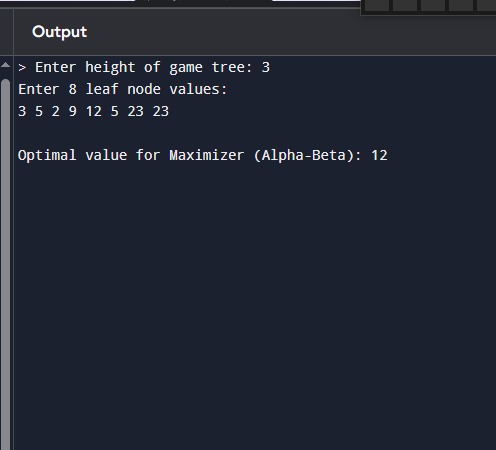 Output
> Enter height of game tree: 3
Enter 8 leaf node values:
3 5 2 9 12 5 23 23
Optimal value for Maximizer (Alpha-Beta): 12